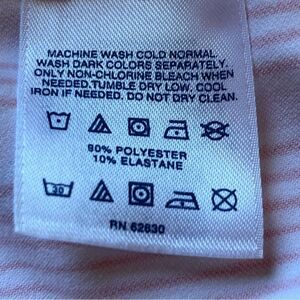 MACHINE WASH COLD NORMAL
WASH DARK COLORS SEPARATELY.
ONLY NON-CHLORINE BLEACH WHEN
NEEDED.TUMBLE DRY LOW. COOL
IRON IF NEEDED. DO NOT DRY CLEAN.
90% POLYESTER
10% ELASTANE
30
RN 62630